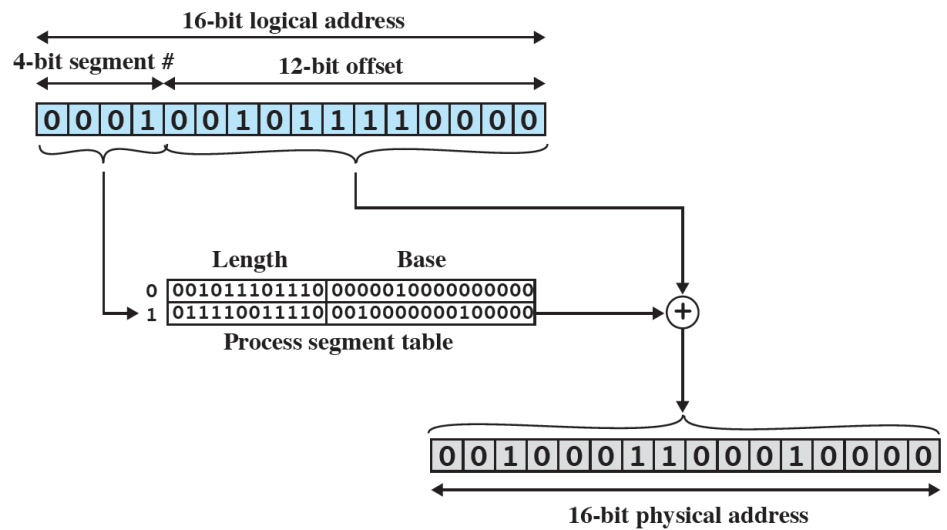 16-bit logical address
4-bit segment #
12-bit offset
0 0 0 1 0 0 1 0 1 1 1 1 0 0 0 0
Length Base
0 001011101110 0000010000000000
1 011110011110 0010000000100000
Process segment table
+
0 0 1 0 0 0 1 1 0 0 0 1 0 0 0 0
16-bit physical address